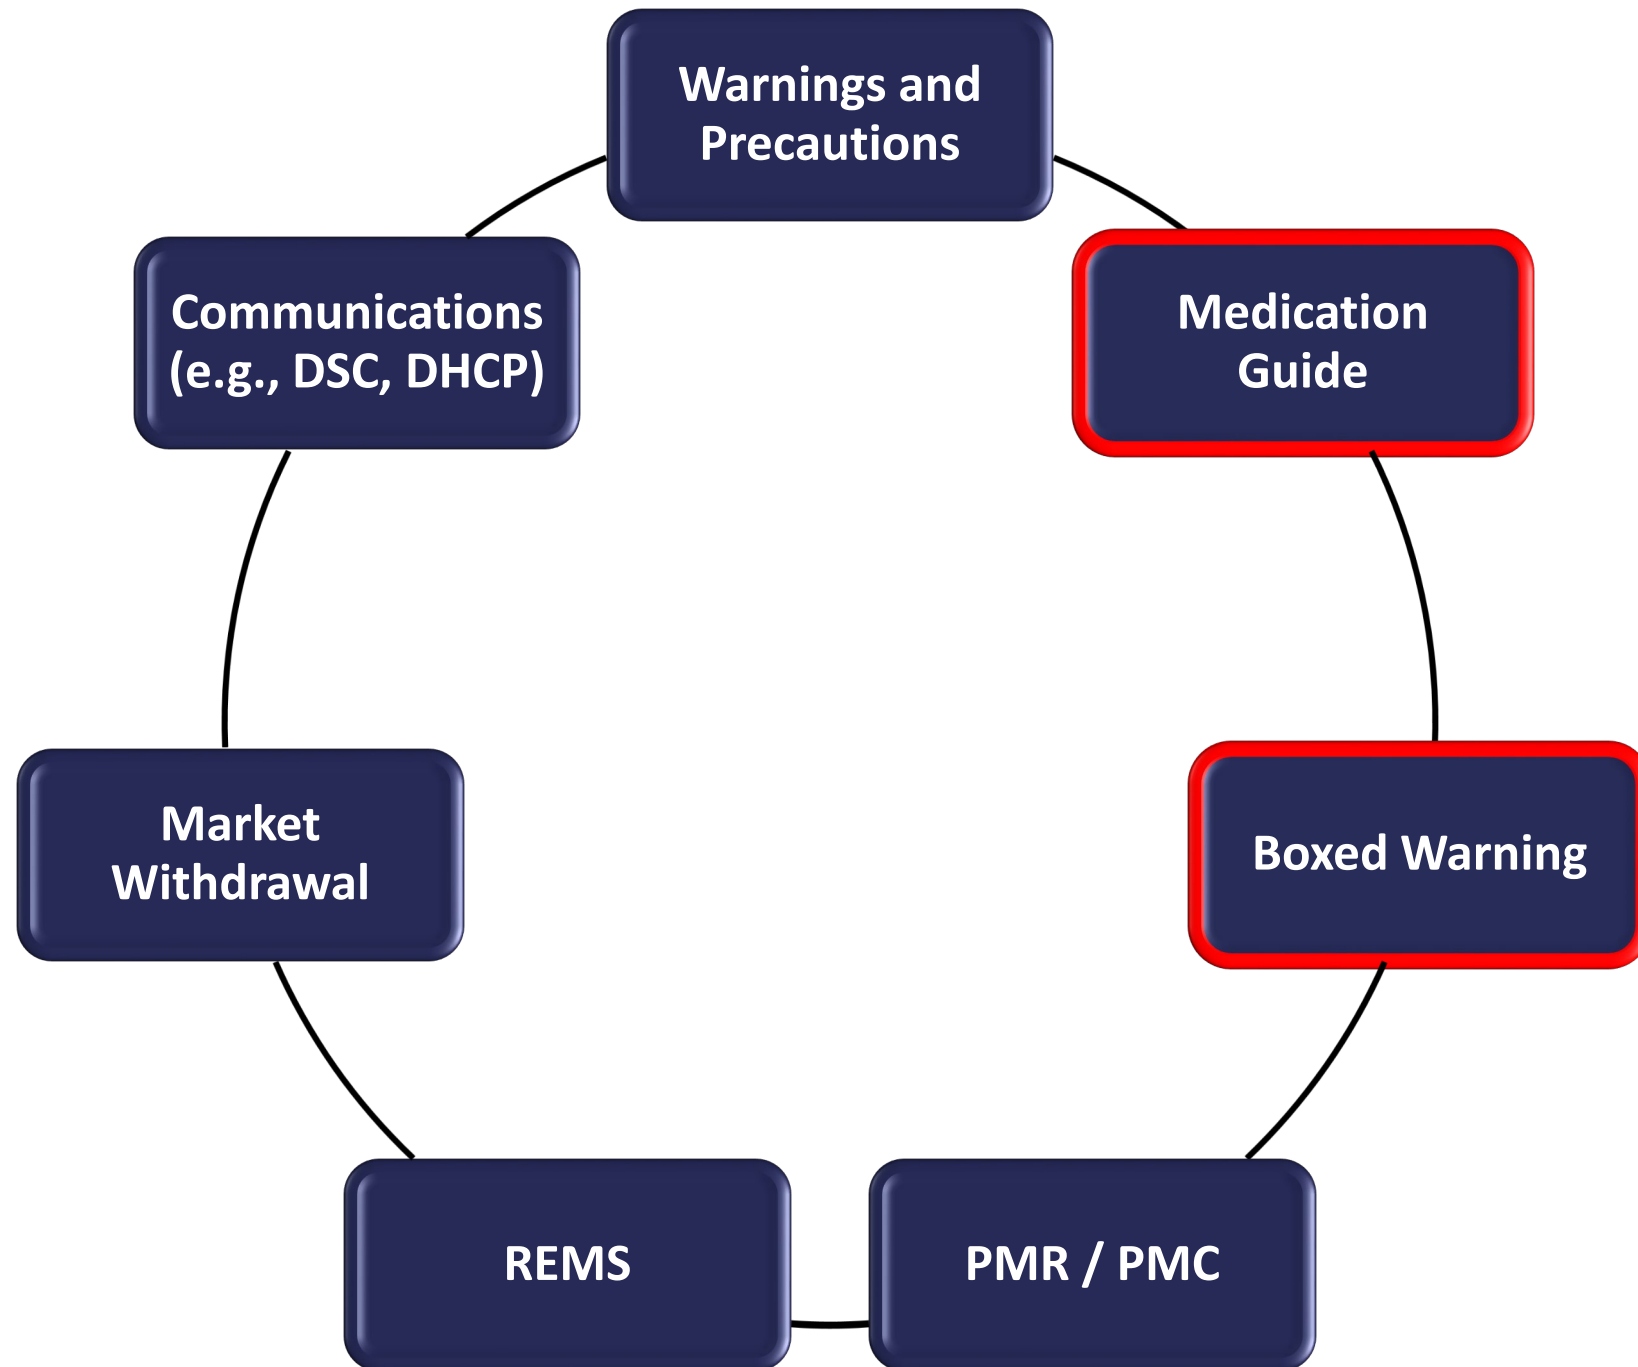 Warnings and
Precautions
Medication
Guide
Boxed Warning
PMR / PMC
REMS
Market
Withdrawal
Communications
(e.g., DSC, DHCP)